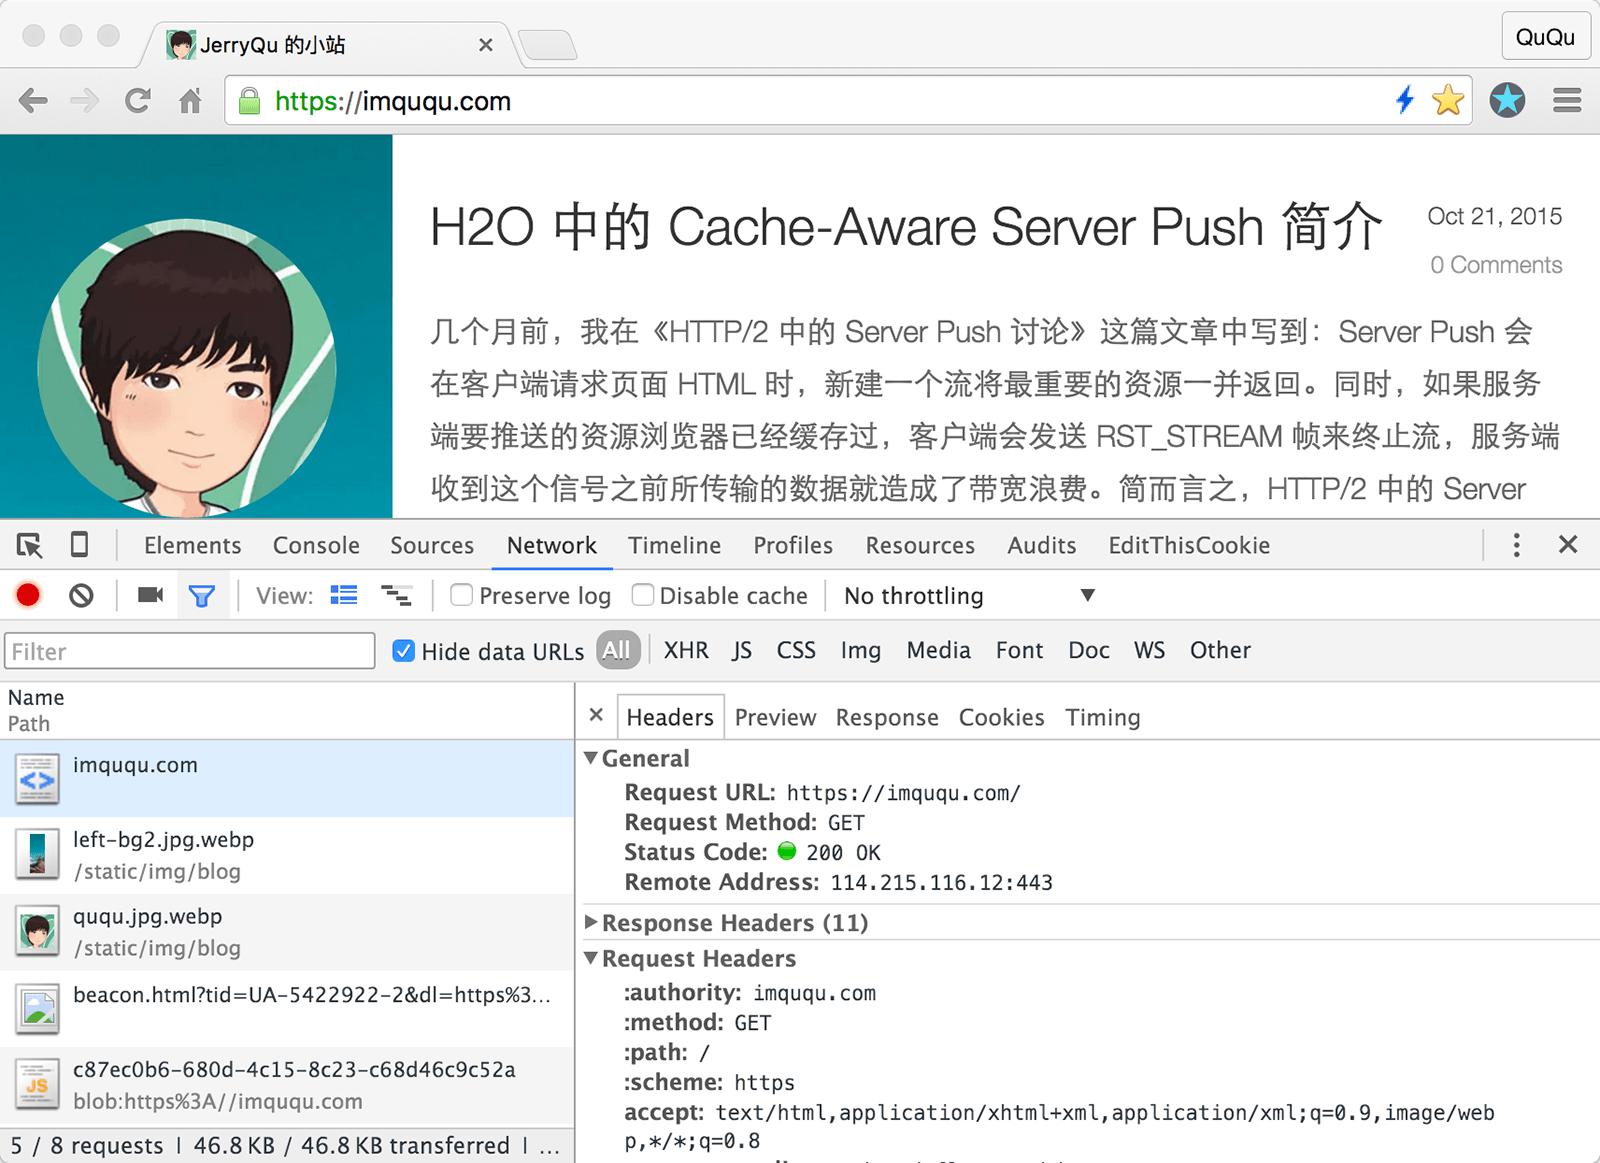 JerryQu 的小站
QuQu
https://imququ.com
H2O 中的 Cache-Aware Server Push 简介
Oct 21, 2015
0 Comments
几个月前，我在《HTTP/2 中的 Server Push 讨论》这篇文章中写到：Server Push 会
在客户端请求页面 HTML 时，新建一个流将最重要的资源一并返回。同时，如果服务
端要推送的资源浏览器已经缓存过，客户端会发送 RST_STREAM 帧来终止流，服务端
收到这个信号之前所传输的数据就造成了带宽浪费。简而言之，HTTP/2 中的 Server
Elements Console Sources Network Timeline Profiles Resources Audits EditThisCookie
View: Preserve log Disable cache No throttling
Filter Hide data URLs All XHR JS CSS Img Media Font Doc WS Other
Name
Path
imququ.com
left-bg2.jpg.webp
/static/img/blog
ququ.jpg.webp
/static/img/blog
beacon.html?tid=UA-5422922-2&dl=https%3...
c87ec0b6-680d-4c15-8c23-c68d46c9c52a
blob:https%3A//imququ.com
5 / 8 requests | 46.8 KB / 46.8 KB transferred | ...
Headers Preview Response Cookies Timing
General
Request URL: https://imququ.com/
Request Method: GET
Status Code: 200 OK
Remote Address: 114.215.116.12:443
Response Headers (11)
Request Headers
:authority: imququ.com
:method: GET
:path: /
:scheme: https
accept: text/html,application/xhtml+xml,application/xml;q=0.9,image/web
p,*/*;q=0.8